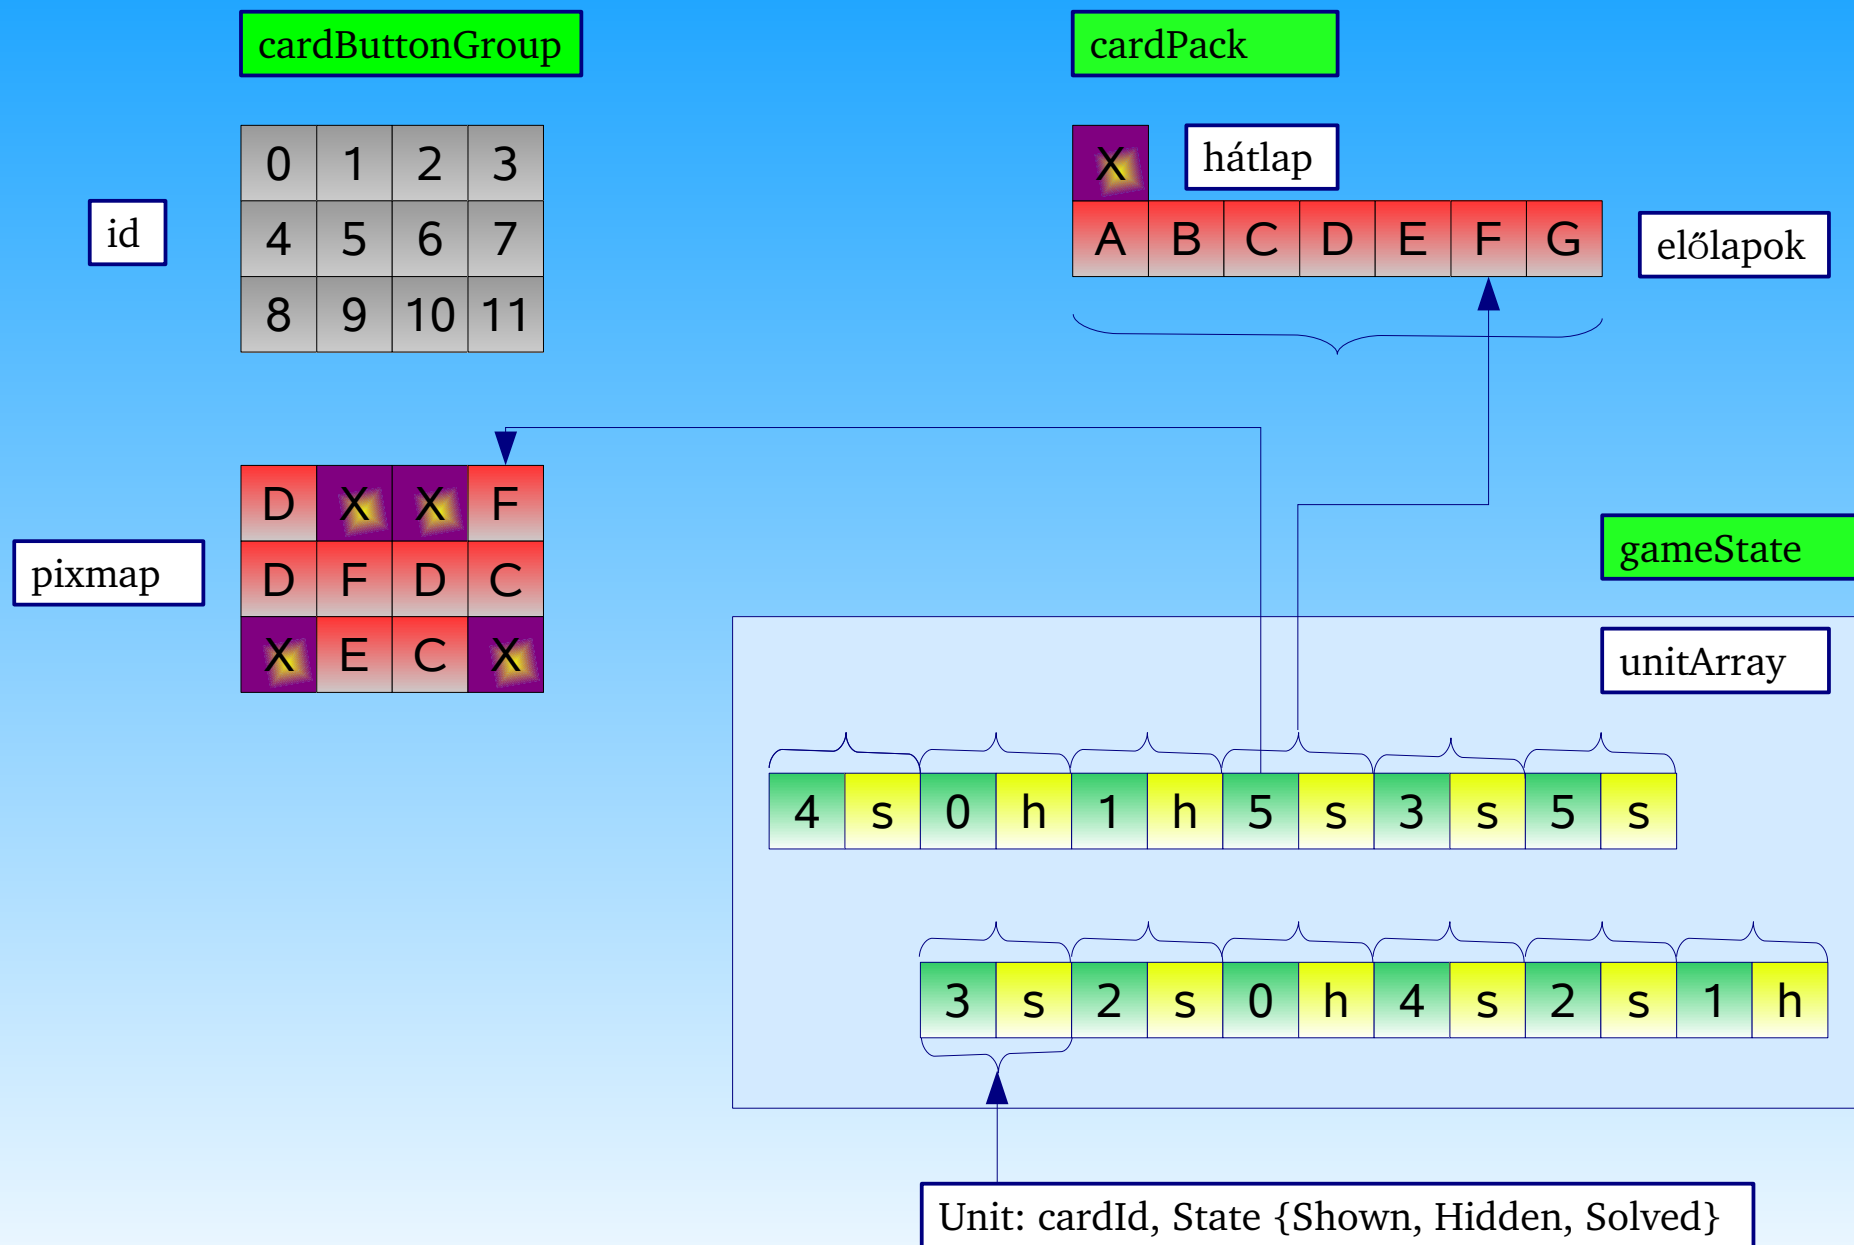 cardButtonGroup
cardPack
0 1 2 3
4 5 6 7
8 9 10 11
id
X
hátlap
A B C D E F G
előlapok
D X X F
D F D C
X E C X
pixmap
gameState
unitArray
4 s 0 h 1 h 5 s 3 s 5 s
3 s 2 s 0 h 4 s 2 s 1 h
Unit: cardId, State {Shown, Hidden, Solved}